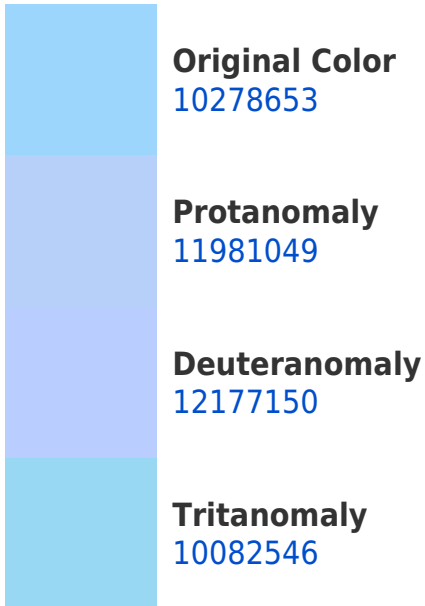 Original Color
10278653
Protanomaly
11981049
Deuteranomaly
12177150
Tritanomaly
10082546